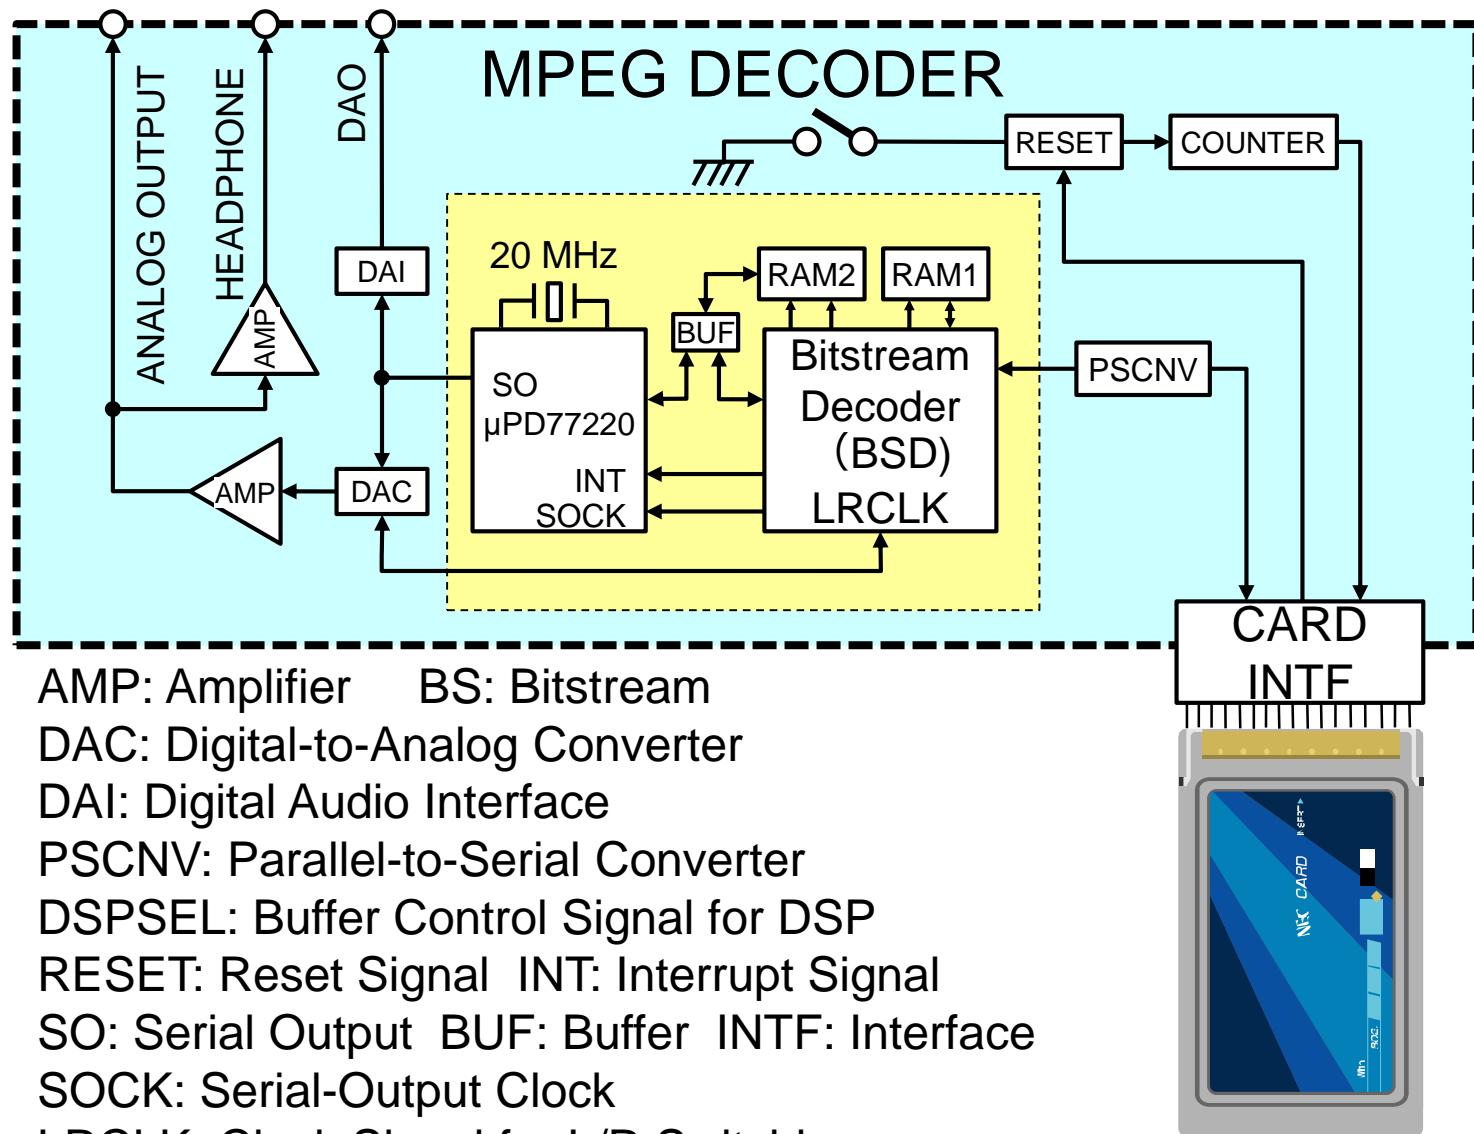 MPEG DECODER
ANALOG OUTPUT
HEADPHONE
DAO
RESET
COUNTER
DAI
20 MHz
RAM2
RAM1
AMP
BUF
Bitstream
Decoder
(BSD)
LRCLK
PSCNV
SO
μPD77220
INT
SOCK
AMP
DAC
CARD
INTF
AMP: Amplifier BS: Bitstream
DAC: Digital-to-Analog Converter
DAI: Digital Audio Interface
PSCNV: Parallel-to-Serial Converter
DSPSEL: Buffer Control Signal for DSP
RESET: Reset Signal INT: Interrupt Signal
SO: Serial Output BUF: Buffer INTF: Interface
SOCK: Serial-Output Clock
INSERT
NEC CARD